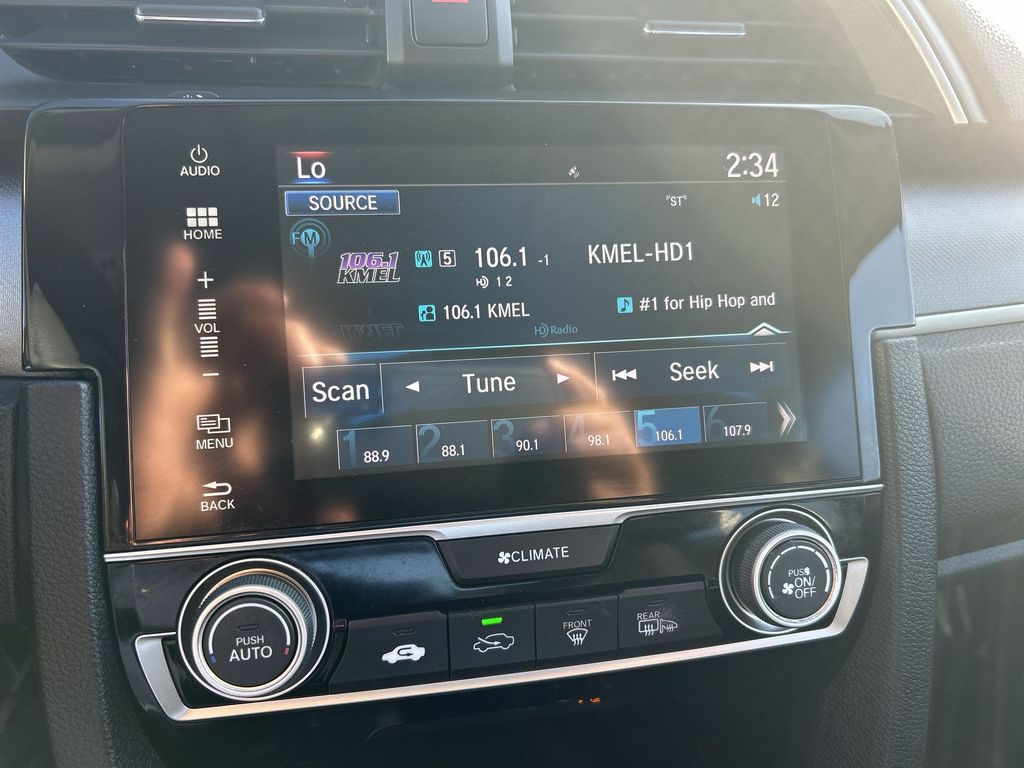 AUDIO
HOME
+
VOL
−
MENU
BACK
Lo
2:34
SOURCE
"ST"
12
FM
106.1
KMEL
5
106.1 -1
KMEL-HD1
HD 1 2
106.1 KMEL
#1 for Hip Hop and
HD Radio
Scan
Tune
Seek
1 88.9
2 88.1
3 90.1
4 98.1
5 106.1
6 107.9
CLIMATE
PUSH
AUTO
FRONT
REAR
PUSH
ON/
OFF